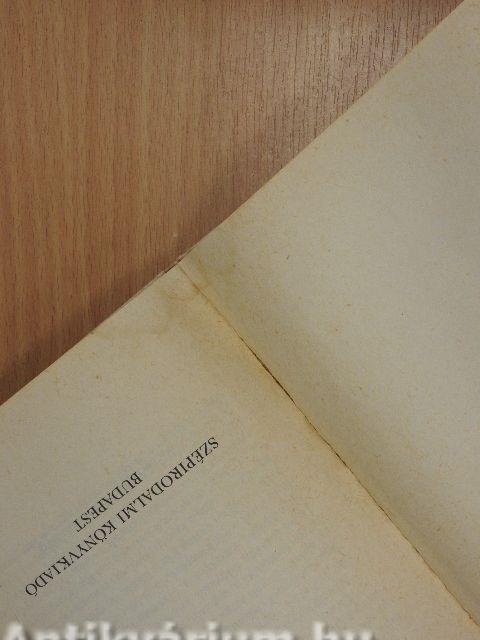 SZÉPIRODALMI KÖNYVKIADÓ
BUDAPEST
Antikvárium.hu